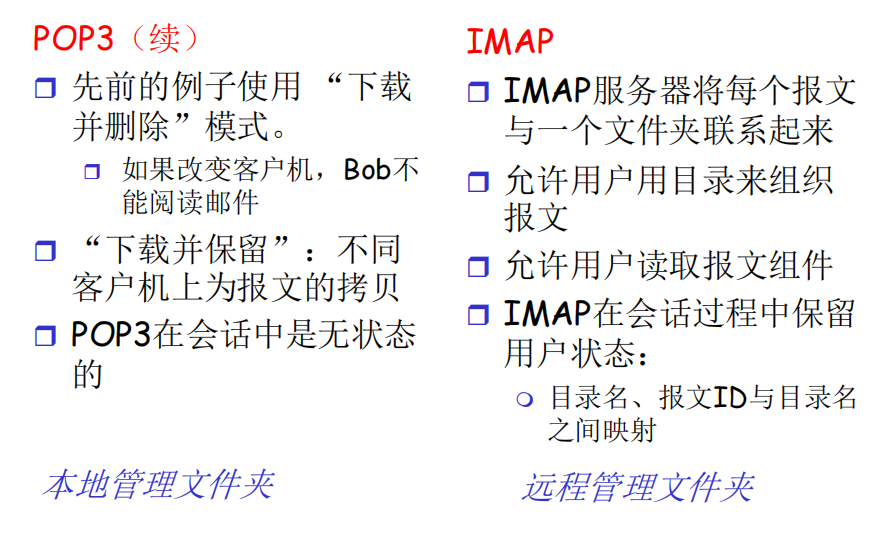 POP3（续）
先前的例子使用 “下载
并删除”模式。
如果改变客户机，Bob不
能阅读邮件
“下载并保留”：不同
客户机上为报文的拷贝
POP3在会话中是无状态
的
本地管理文件夹
IMAP
IMAP服务器将每个报文
与一个文件夹联系起来
允许用户用目录来组织
报文
允许用户读取报文组件
IMAP在会话过程中保留
用户状态：
目录名、报文ID与目录名
之间映射
远程管理文件夹